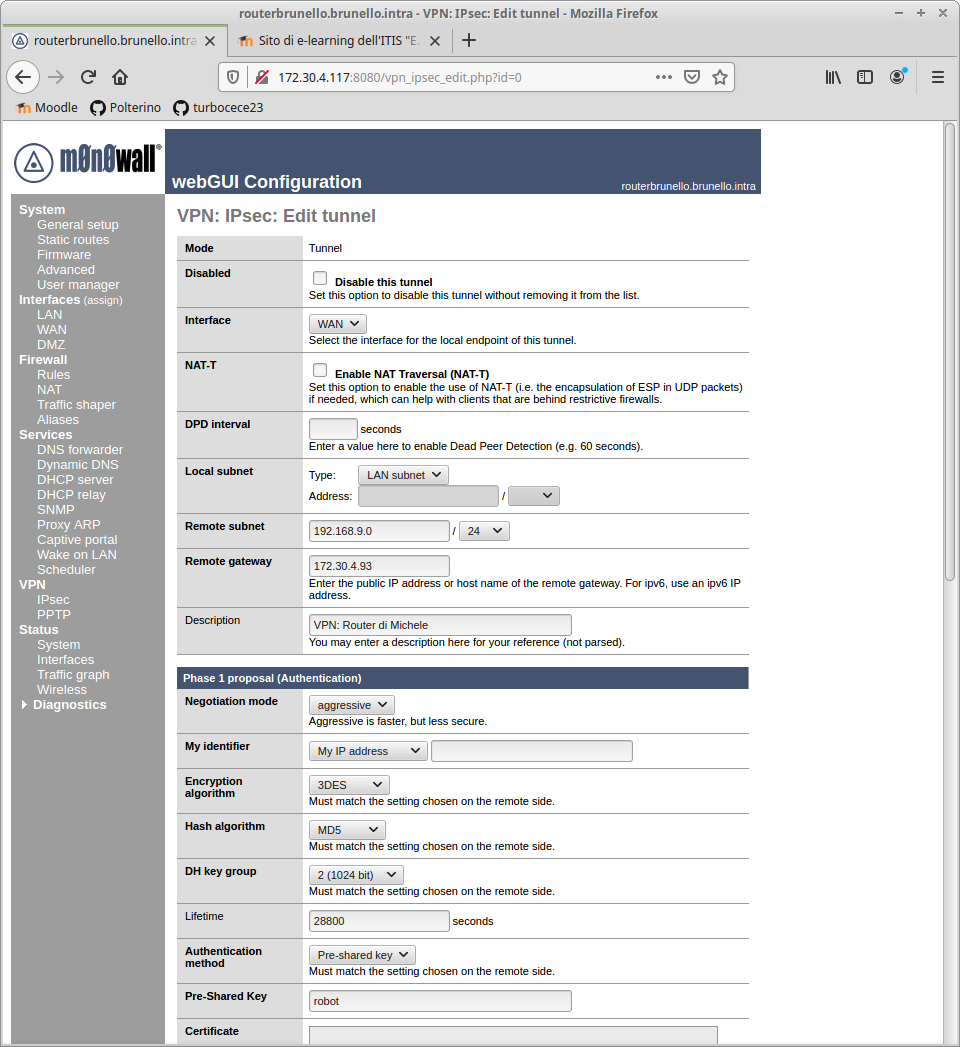 routerbrunello.brunello.intra - VPN: IPsec: Edit tunnel - Mozilla Firefox
routerbrunello.brunello.intra
Sito di e-learning dell'ITIS "E.
172.30.4.117:8080/vpn_ipsec_edit.php?id=0
Moodle
Polterino
turbocece23
m0n0wall®
webGUI Configuration
routerbrunello.brunello.intra
System
General setup
Static routes
Firmware
Advanced
User manager
Interfaces (assign)
LAN
WAN
DMZ
Firewall
Rules
NAT
Traffic shaper
Aliases
Services
DNS forwarder
Dynamic DNS
DHCP server
DHCP relay
SNMP
Proxy ARP
Captive portal
Wake on LAN
Scheduler
VPN
IPsec
PPTP
Status
System
Interfaces
Traffic graph
Wireless
Diagnostics
VPN: IPsec: Edit tunnel
Mode
Tunnel
Disabled
Disable this tunnel
Set this option to disable this tunnel without removing it from the list.
Interface
WAN
Select the interface for the local endpoint of this tunnel.
NAT-T
Enable NAT Traversal (NAT-T)
Set this option to enable the use of NAT-T (i.e. the encapsulation of ESP in UDP packets)
if needed, which can help with clients that are behind restrictive firewalls.
DPD interval
seconds
Enter a value here to enable Dead Peer Detection (e.g. 60 seconds).
Local subnet
Type: LAN subnet
Address: /
Remote subnet
192.168.9.0 / 24
Remote gateway
172.30.4.93
Enter the public IP address or host name of the remote gateway. For ipv6, use an ipv6 IP
address.
Description
VPN: Router di Michele
You may enter a description here for your reference (not parsed).
Phase 1 proposal (Authentication)
Negotiation mode
aggressive
Aggressive is faster, but less secure.
My identifier
My IP address
Encryption
algorithm
3DES
Must match the setting chosen on the remote side.
Hash algorithm
MD5
Must match the setting chosen on the remote side.
DH key group
2 (1024 bit)
Must match the setting chosen on the remote side.
Lifetime
28800 seconds
Authentication
method
Pre-shared key
Must match the setting chosen on the remote side.
Pre-Shared Key
robot
Certificate